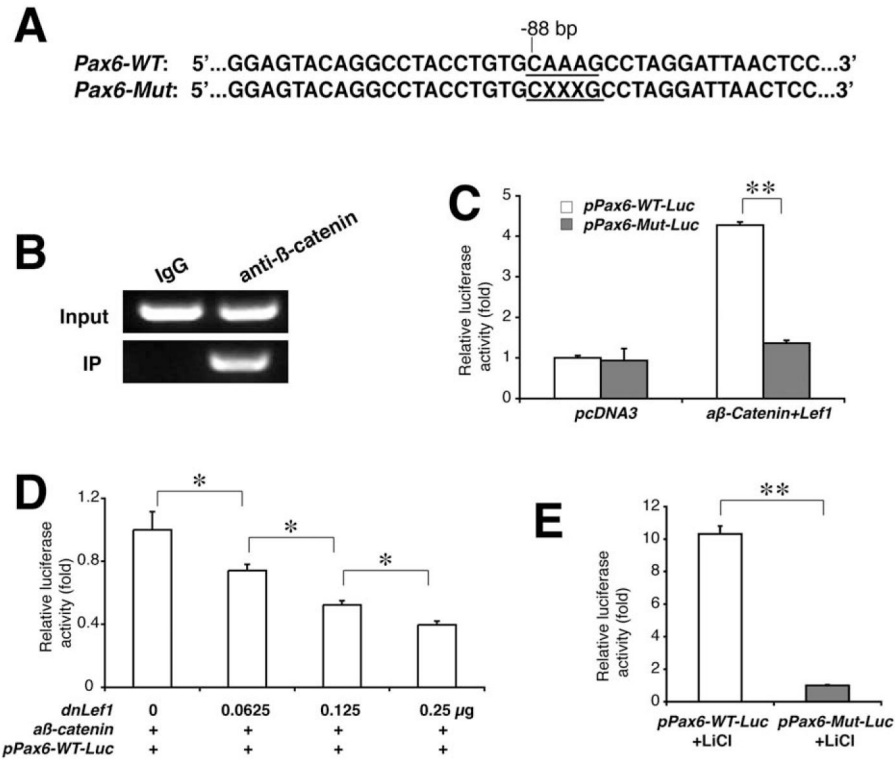 A
-88 bp
Pax6-WT: 5'...GGAGTACAGGCCTACCTGTGCAAAGCCTAGGATTAACTCC...3'
Pax6-Mut: 5'...GGAGTACAGGCCTACCTGTGCXXXGCCTAGGATTAACTCC...3'
B
IgG
anti-ß-catenin
Input
IP
C
Relative luciferase
activity (fold)
5
4
3
2
1
0
pPax6-WT-Luc
pPax6-Mut-Luc
**
pcDNA3
aß-Catenin+Lef1
D
Relative luciferase
activity (fold)
1.2
0.8
0.4
0
*
*
*
dnLef1 0 0.0625 0.125 0.25 µg
aß-catenin + + + +
pPax6-WT-Luc + + + +
E
Relative luciferase
activity (fold)
12
10
8
6
4
2
0
**
pPax6-WT-Luc
+LiCl
pPax6-Mut-Luc
+LiCl